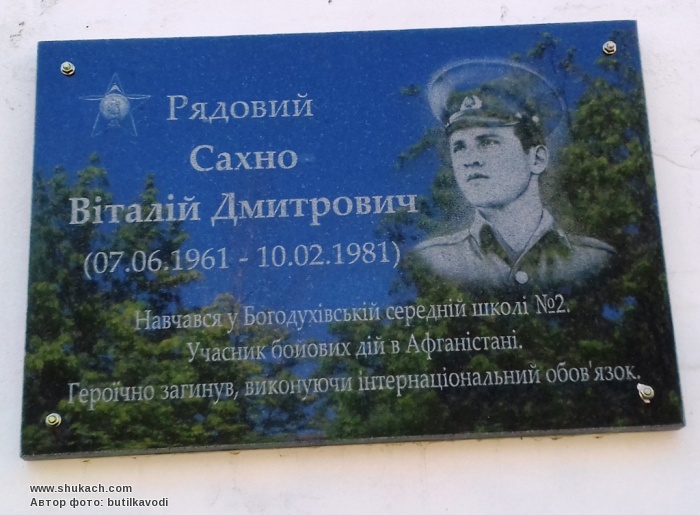 Рядовий
Сахно
Віталій Дмитрович
(07.06.1961 - 10.02.1981)
Навчався у Богодухівській середній школі №2.
Учасник бойових дій в Афганістані.
Героїчно загинув, виконуючи інтернаціональний обов'язок.
www.shukach.com
Автор фото: butilkavodi